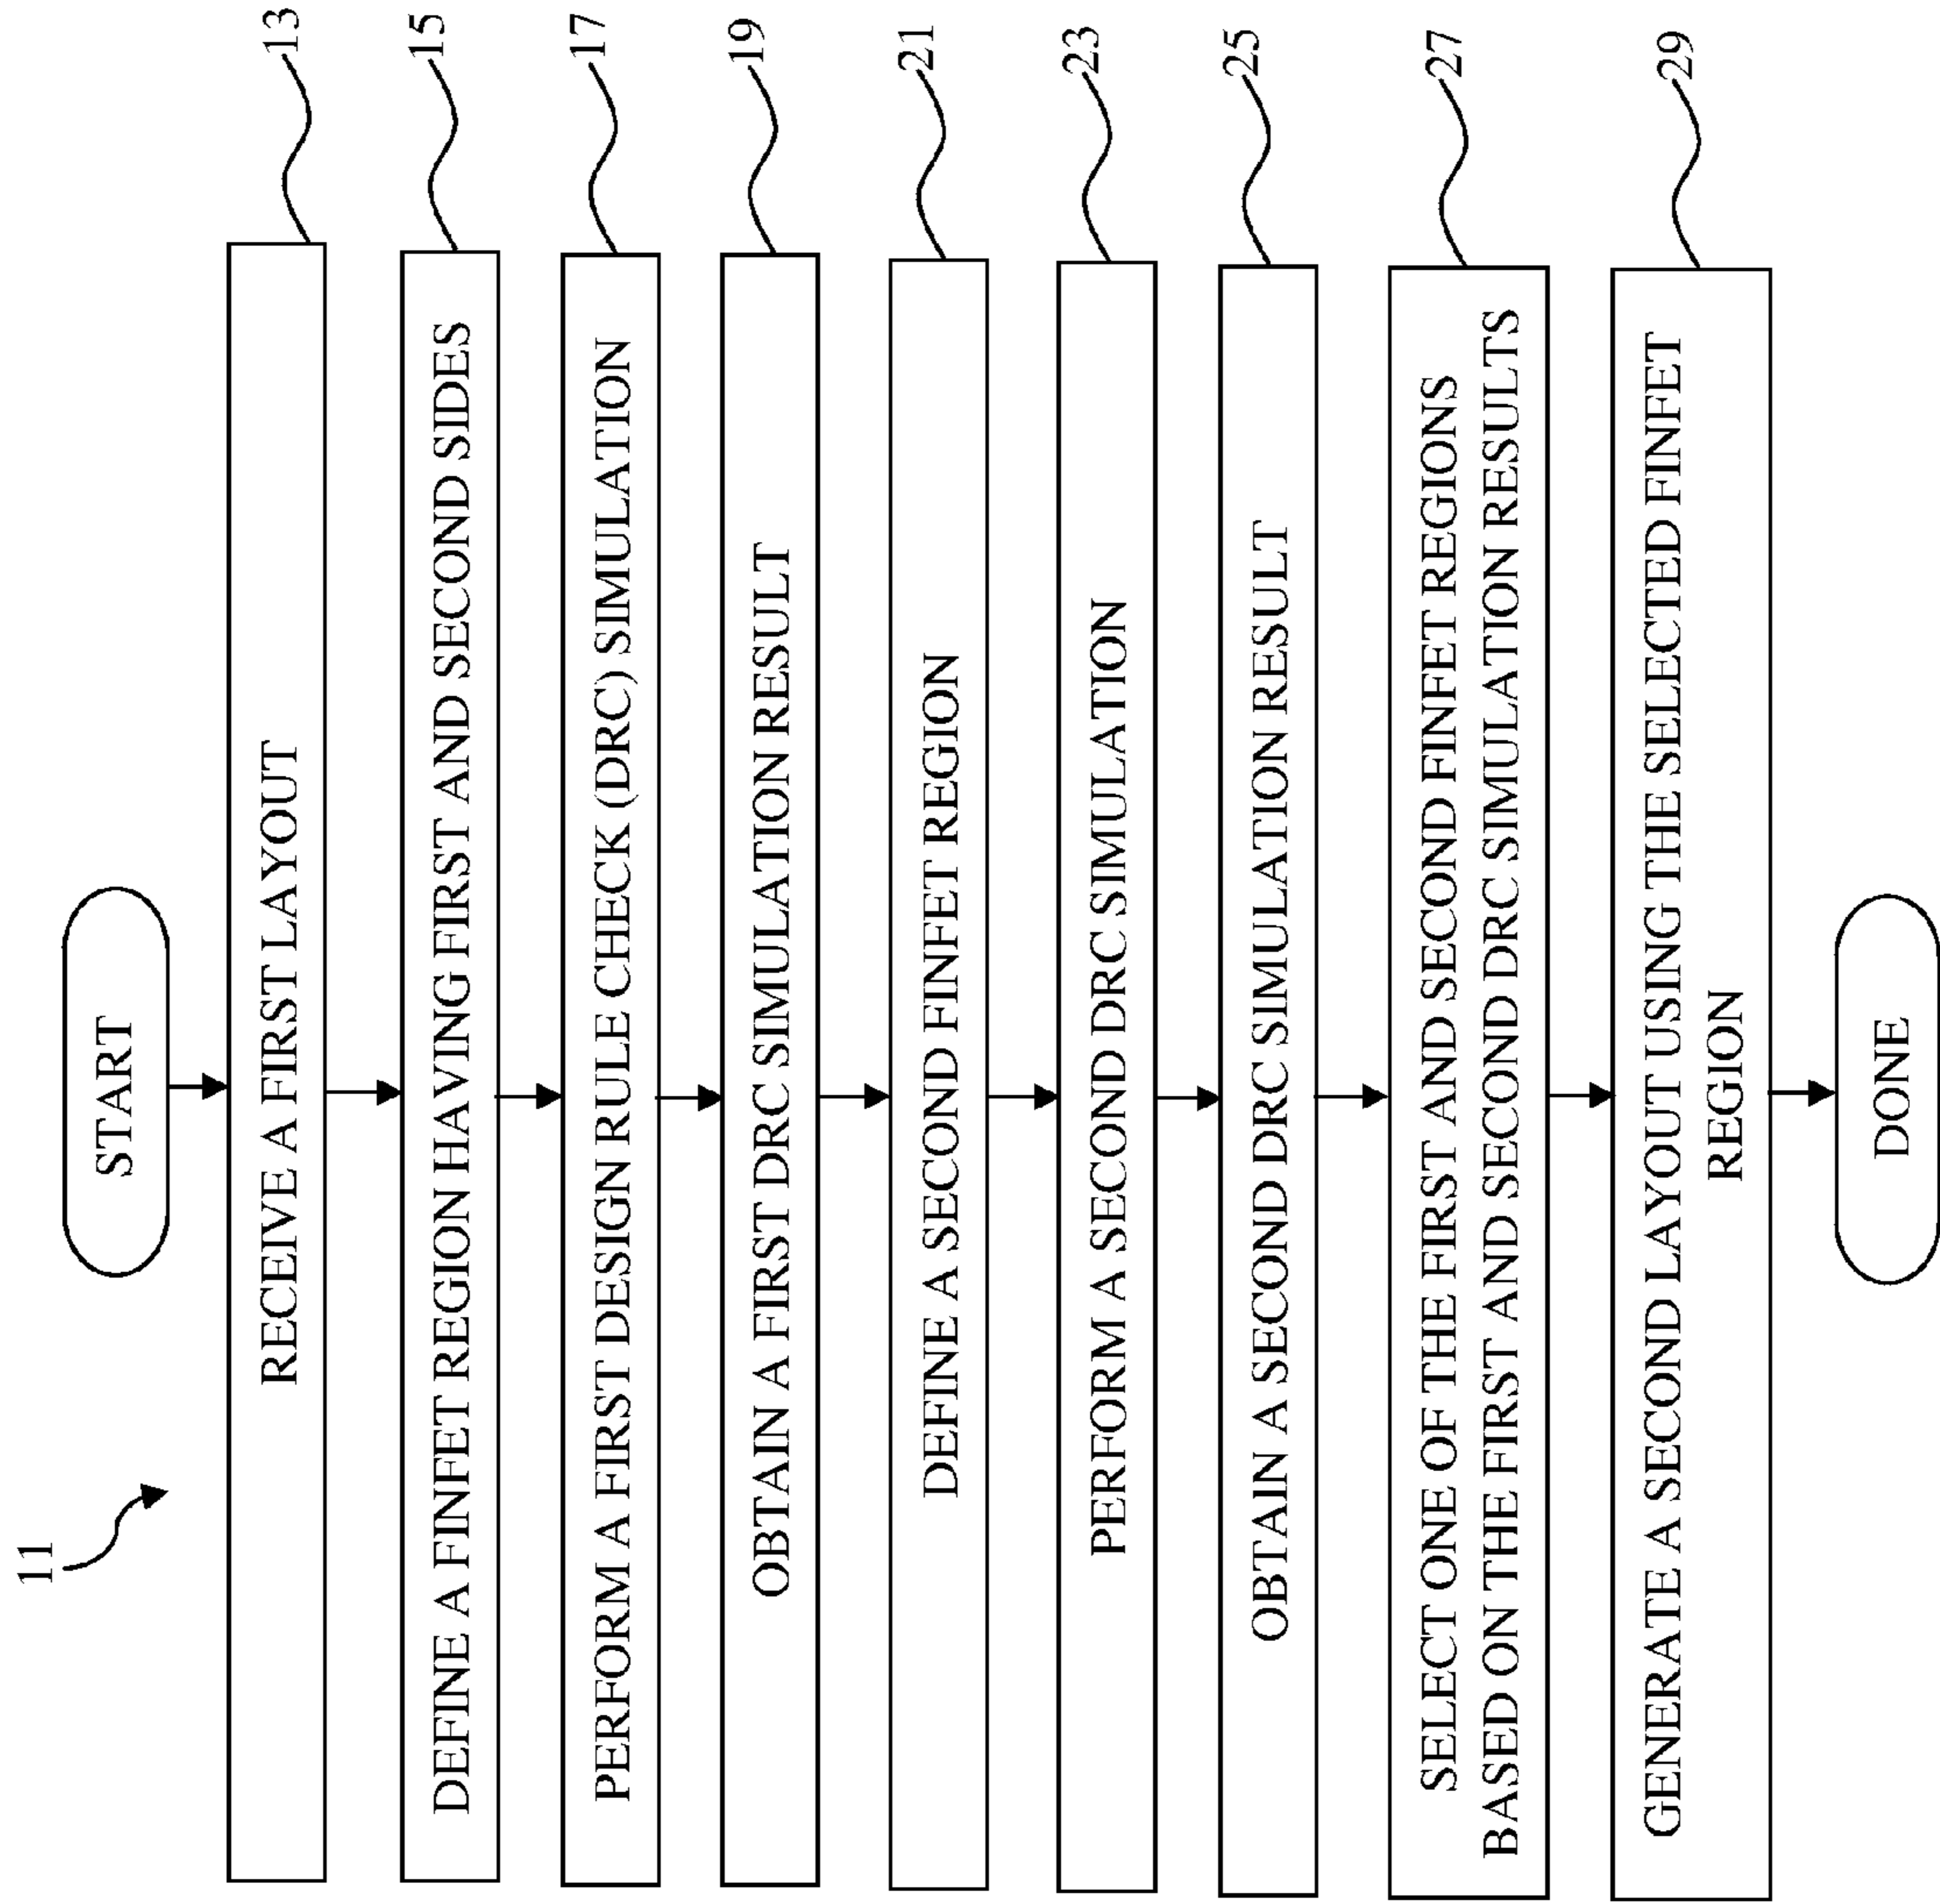 11
START
RECEIVE A FIRST LAYOUT
13
DEFINE A FINFET REGION HAVING FIRST AND SECOND SIDES
15
PERFORM A FIRST DESIGN RULE CHECK (DRC) SIMULATION
17
OBTAIN A FIRST DRC SIMULATION RESULT
19
DEFINE A SECOND FINFET REGION
21
PERFORM A SECOND DRC SIMULATION
23
OBTAIN A SECOND DRC SIMULATION RESULT
25
SELECT ONE OF THE FIRST AND SECOND FINFET REGIONS
BASED ON THE FIRST AND SECOND DRC SIMULATION RESULTS
27
GENERATE A SECOND LAYOUT USING THE SELECTED FINFET
REGION
29
DONE